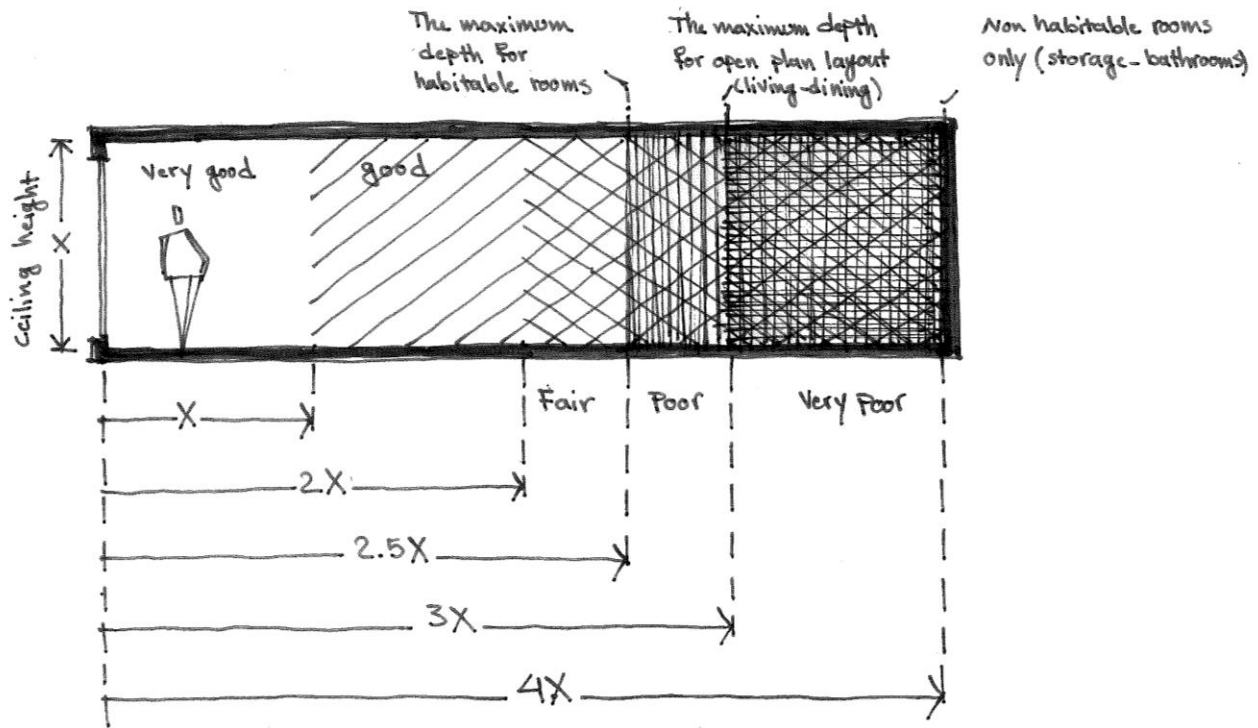 The maximum
depth for
habitable rooms
The maximum depth
for open plan layout
(living-dining)
Non habitable rooms
only (storage-bathrooms)
very good
good
Ceiling height
X
Fair
Poor
Very Poor
X
2X
2.5X
3X
4X